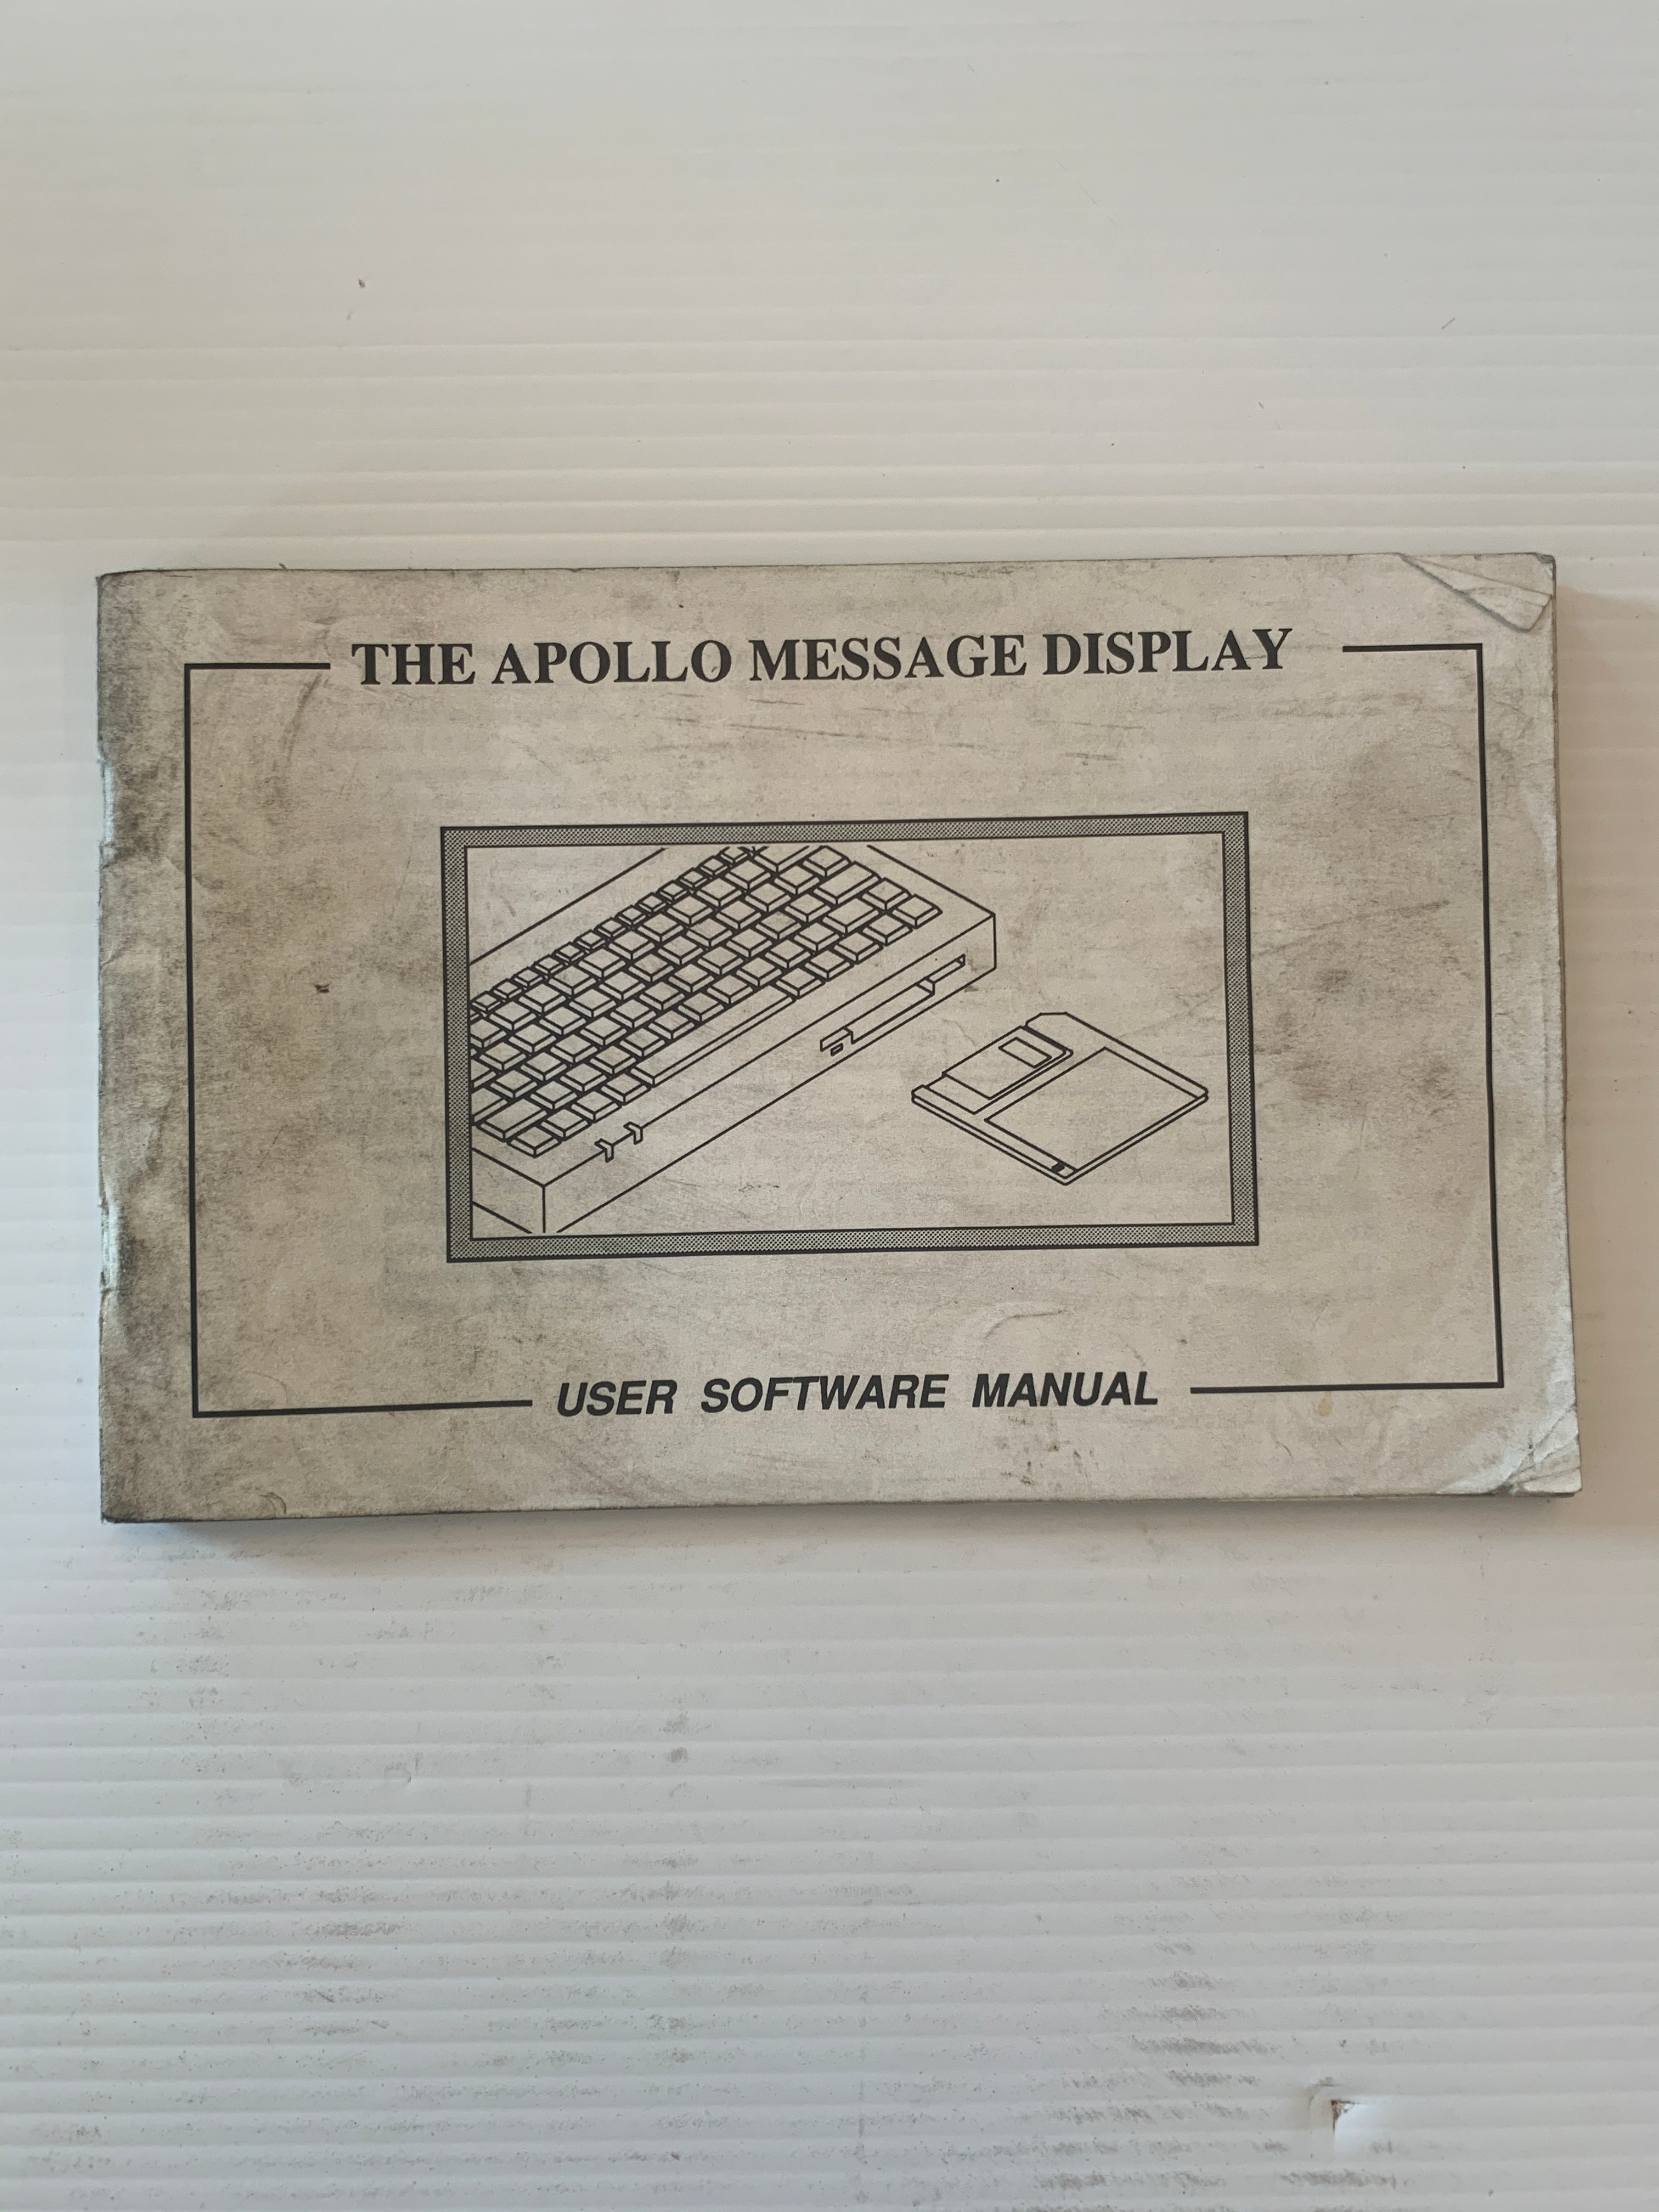 THE APOLLO MESSAGE DISPLAY
USER SOFTWARE MANUAL